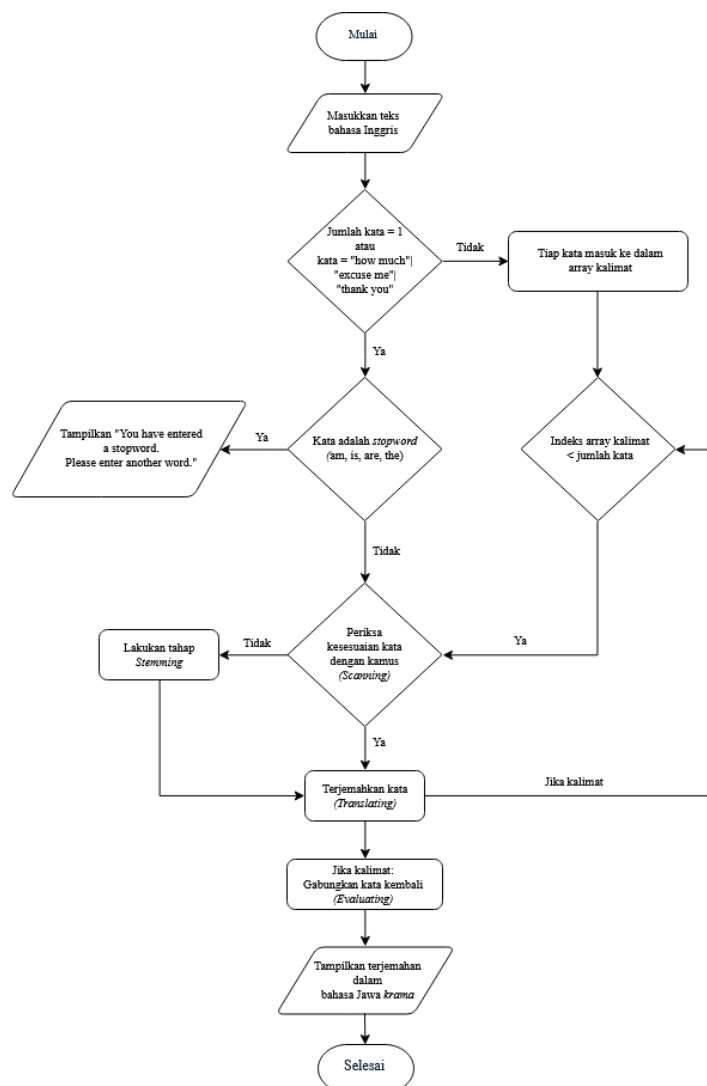 Mulai
Masukkan teks
bahasa Inggris
Jumlah kata = 1
atau
kata = "how much"|
"excuse me"|
"thank you"
Tidak
Tiap kata masuk ke dalam
array kalimat
Ya
Tampilkan "You have entered
a stopword.
Please enter another word."
Ya
Kata adalah stopword
(am, is, are, the)
Indeks array kalimat
< jumlah kata
Tidak
Lakukan tahap
Stemming
Tidak
Periksa
kesesuaian kata
dengan kamus
(Scanning)
Ya
Ya
Terjemahkan kata
(Translating)
Jika kalimat
Jika kalimat:
Gabungkan kata kembali
(Evaluating)
Tampilkan terjemahan
dalam
bahasa Jawa krama
Selesai